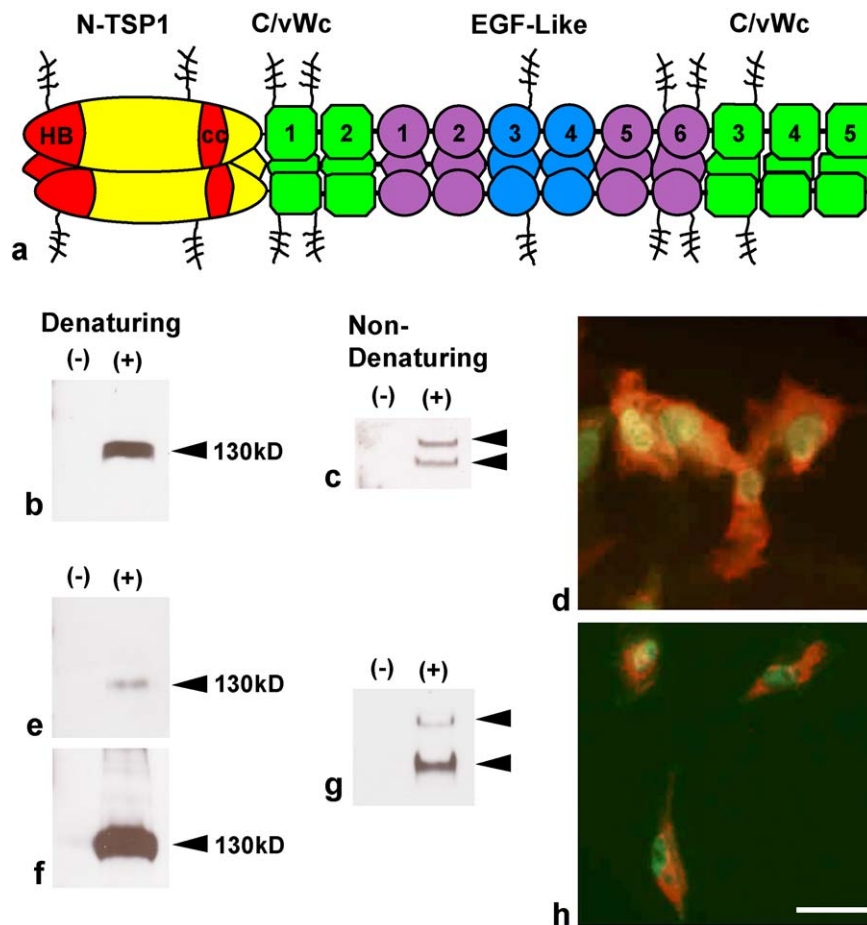 N-TSP1 C/vWc EGF-Like C/vWc
HB cc 1 2 1 2 3 4 5 6 3 4 5
a
Denaturing
(-) (+)
130kD
b
Non-
Denaturing
(-) (+)
c
d
(-) (+)
130kD
e
130kD
f
(-) (+)
g
h